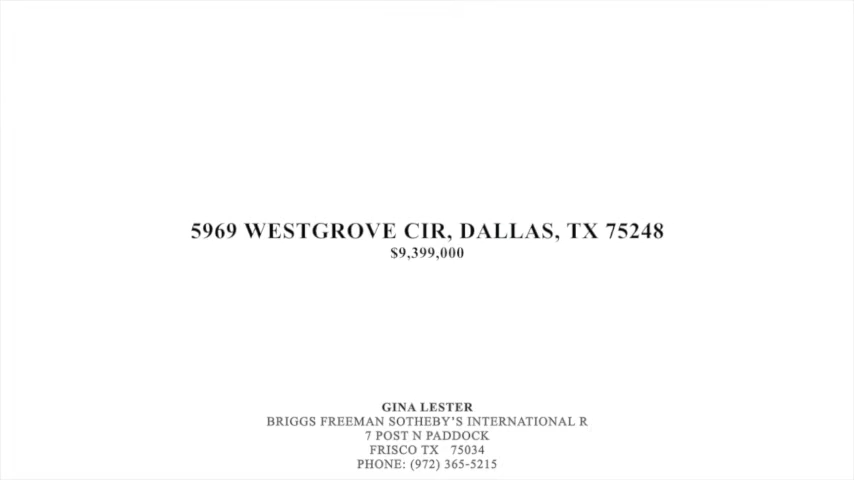 5969 WESTGROVE CIR, DALLAS, TX 75248
$9,399,000
GINA LESTER
BRIGGS FREEMAN SOTHEBY'S INTERNATIONAL R
7 POST N PADDOCK
FRISCO TX 75034
PHONE: (972) 365-5215